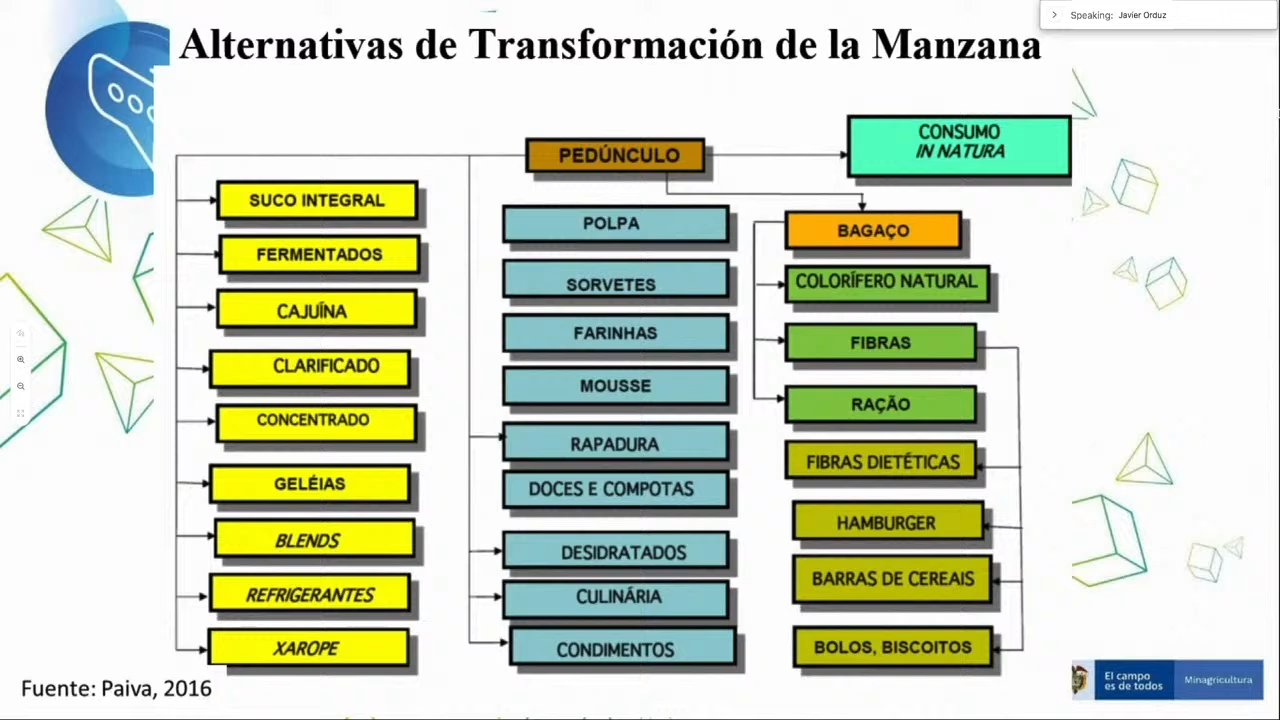 Speaking: Javier Orduz
Alternativas de Transformación de la Manzana
PEDÚNCULO
CONSUMO
IN NATURA
SUCO INTEGRAL
FERMENTADOS
CAJUÍNA
CLARIFICADO
CONCENTRADO
GELÉIAS
BLENDS
REFRIGERANTES
XAROPE
POLPA
SORVETES
FARINHAS
MOUSSE
RAPADURA
DOCES E COMPOTAS
DESIDRATADOS
CULINÁRIA
CONDIMENTOS
BAGAÇO
COLORÍFERO NATURAL
FIBRAS
RAÇÃO
FIBRAS DIETÉTICAS
HAMBURGER
BARRAS DE CEREAIS
BOLOS, BISCOITOS
Fuente: Paiva, 2016
El campo
es de todos
Minagricultura